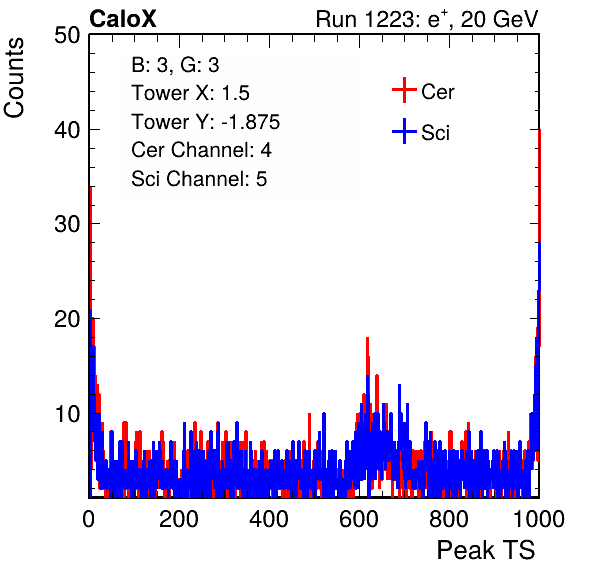 CaloX Run 1223: e⁺, 20 GeV
Counts
50
40
30
20
10
B: 3, G: 3
Tower X: 1.5
Tower Y: -1.875
Cer Channel: 4
Sci Channel: 5
Cer
Sci
0 200 400 600 800 1000
Peak TS